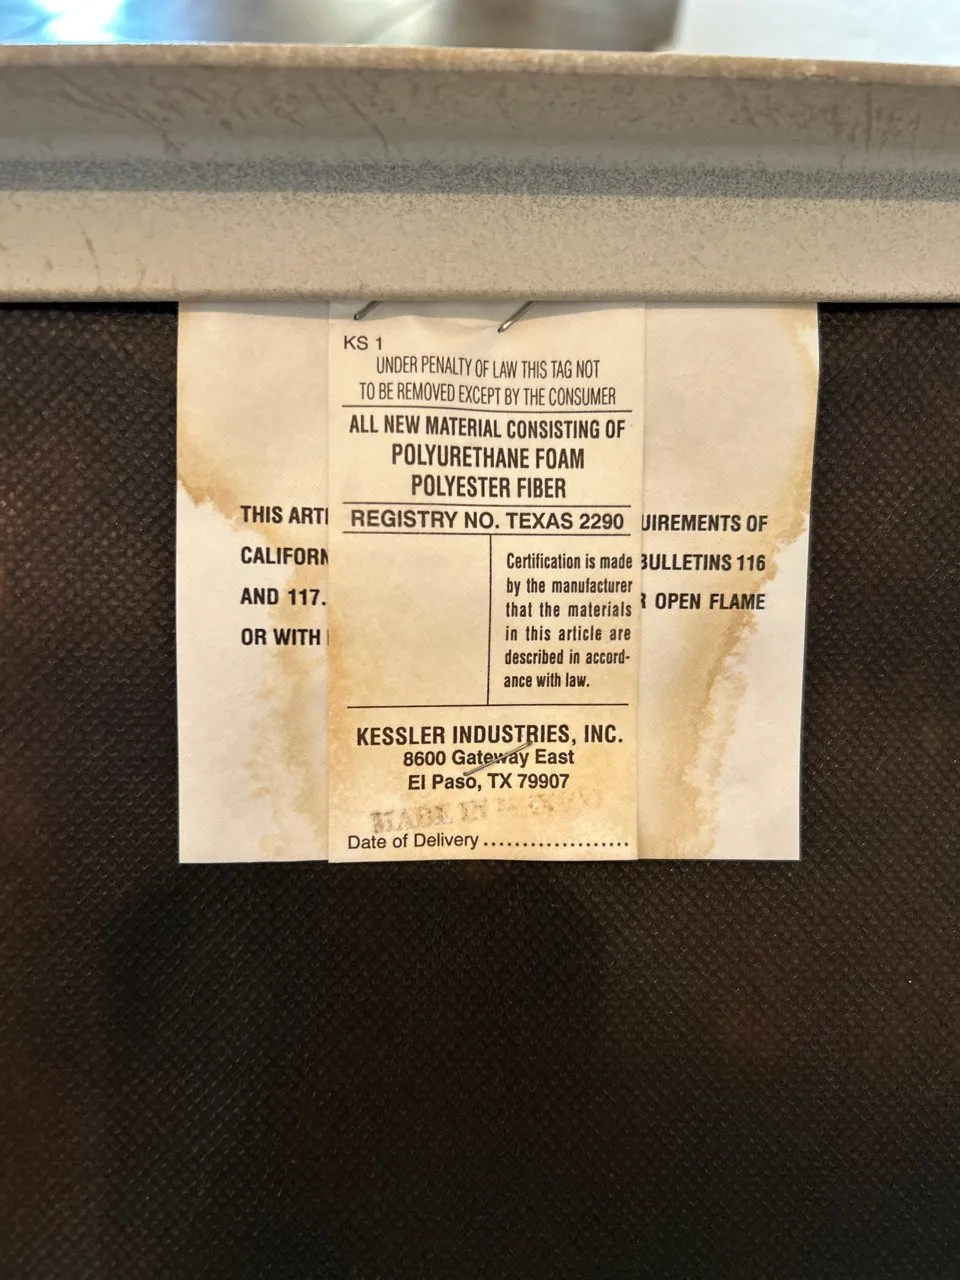 KS 1
UNDER PENALTY OF LAW THIS TAG NOT
TO BE REMOVED EXCEPT BY THE CONSUMER
ALL NEW MATERIAL CONSISTING OF
POLYURETHANE FOAM
POLYESTER FIBER
REGISTRY NO. TEXAS 2290
Certification is made
by the manufacturer
that the materials
in this article are
described in accord-
ance with law.
KESSLER INDUSTRIES, INC.
8600 Gateway East
El Paso, TX 79907
MADE IN
Date of Delivery ...................
THIS ARTI
CALIFORN
AND 117.
OR WITH
UIREMENTS OF
BULLETINS 116
R OPEN FLAME